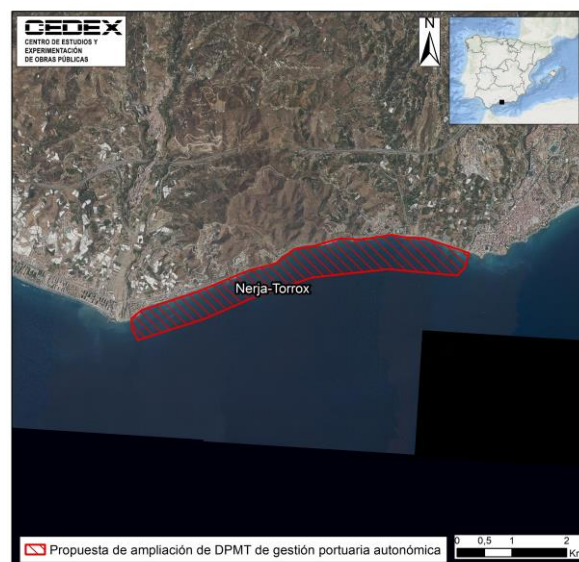 CEDEX
CENTRO DE ESTUDIOS Y
EXPERIMENTACIÓN
DE OBRAS PÚBLICAS
N
Nerja-Torrox
Propuesta de ampliación de DPMT de gestión portuaria autonómica
0 0,5 1 2
Km